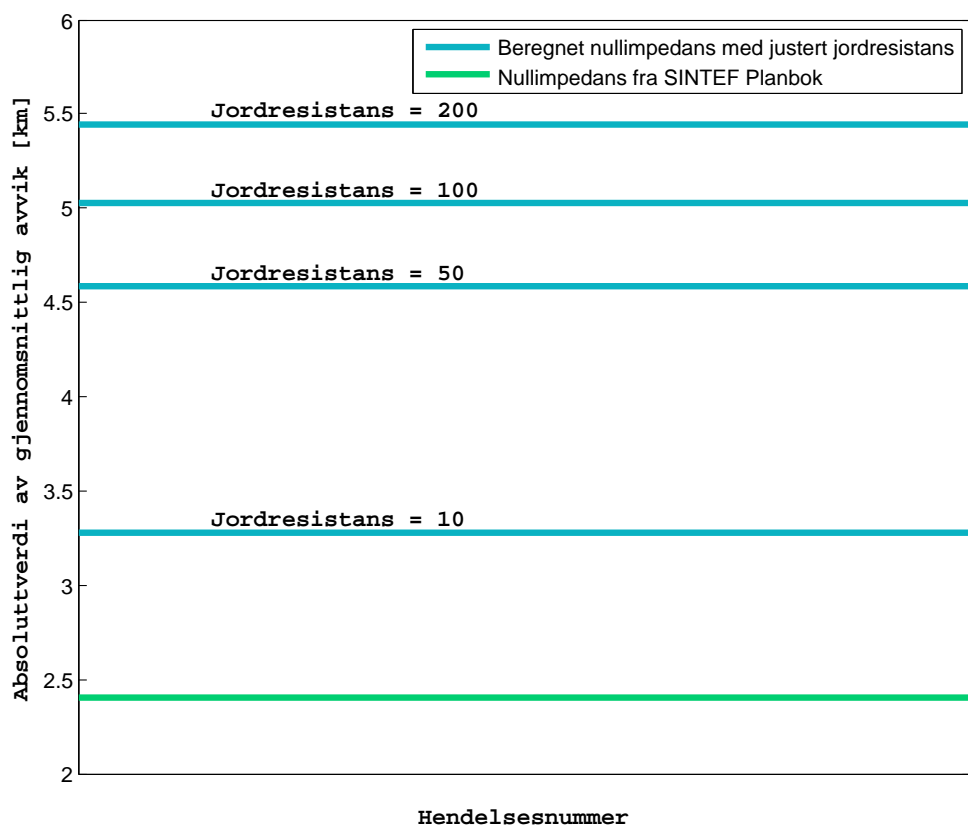 6
Beregnet nullimpedans med justert jordresistans
Nullimpedans fra SINTEF Planbok
5.5
Jordresistans = 200
Jordresistans = 100
5
Jordresistans = 50
4.5
4
3.5
Jordresistans = 10
3
2.5
2
Absoluttverdi av gjennomsnittlig avvik [km]
Hendelsesnummer